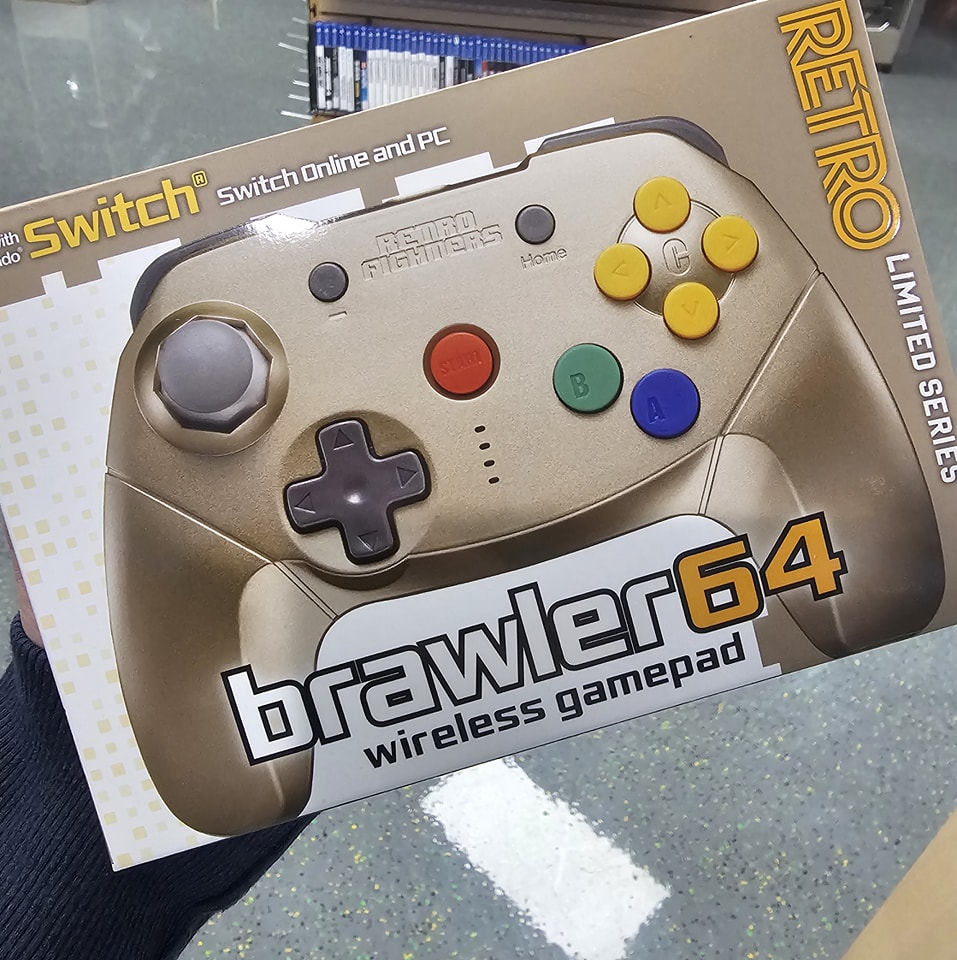 Switch®
Switch Online and PC
RETRO
LIMITED SERIES
RETRO
FIGHTERS
Home
C
START
B
A
brawler64
wireless gamepad